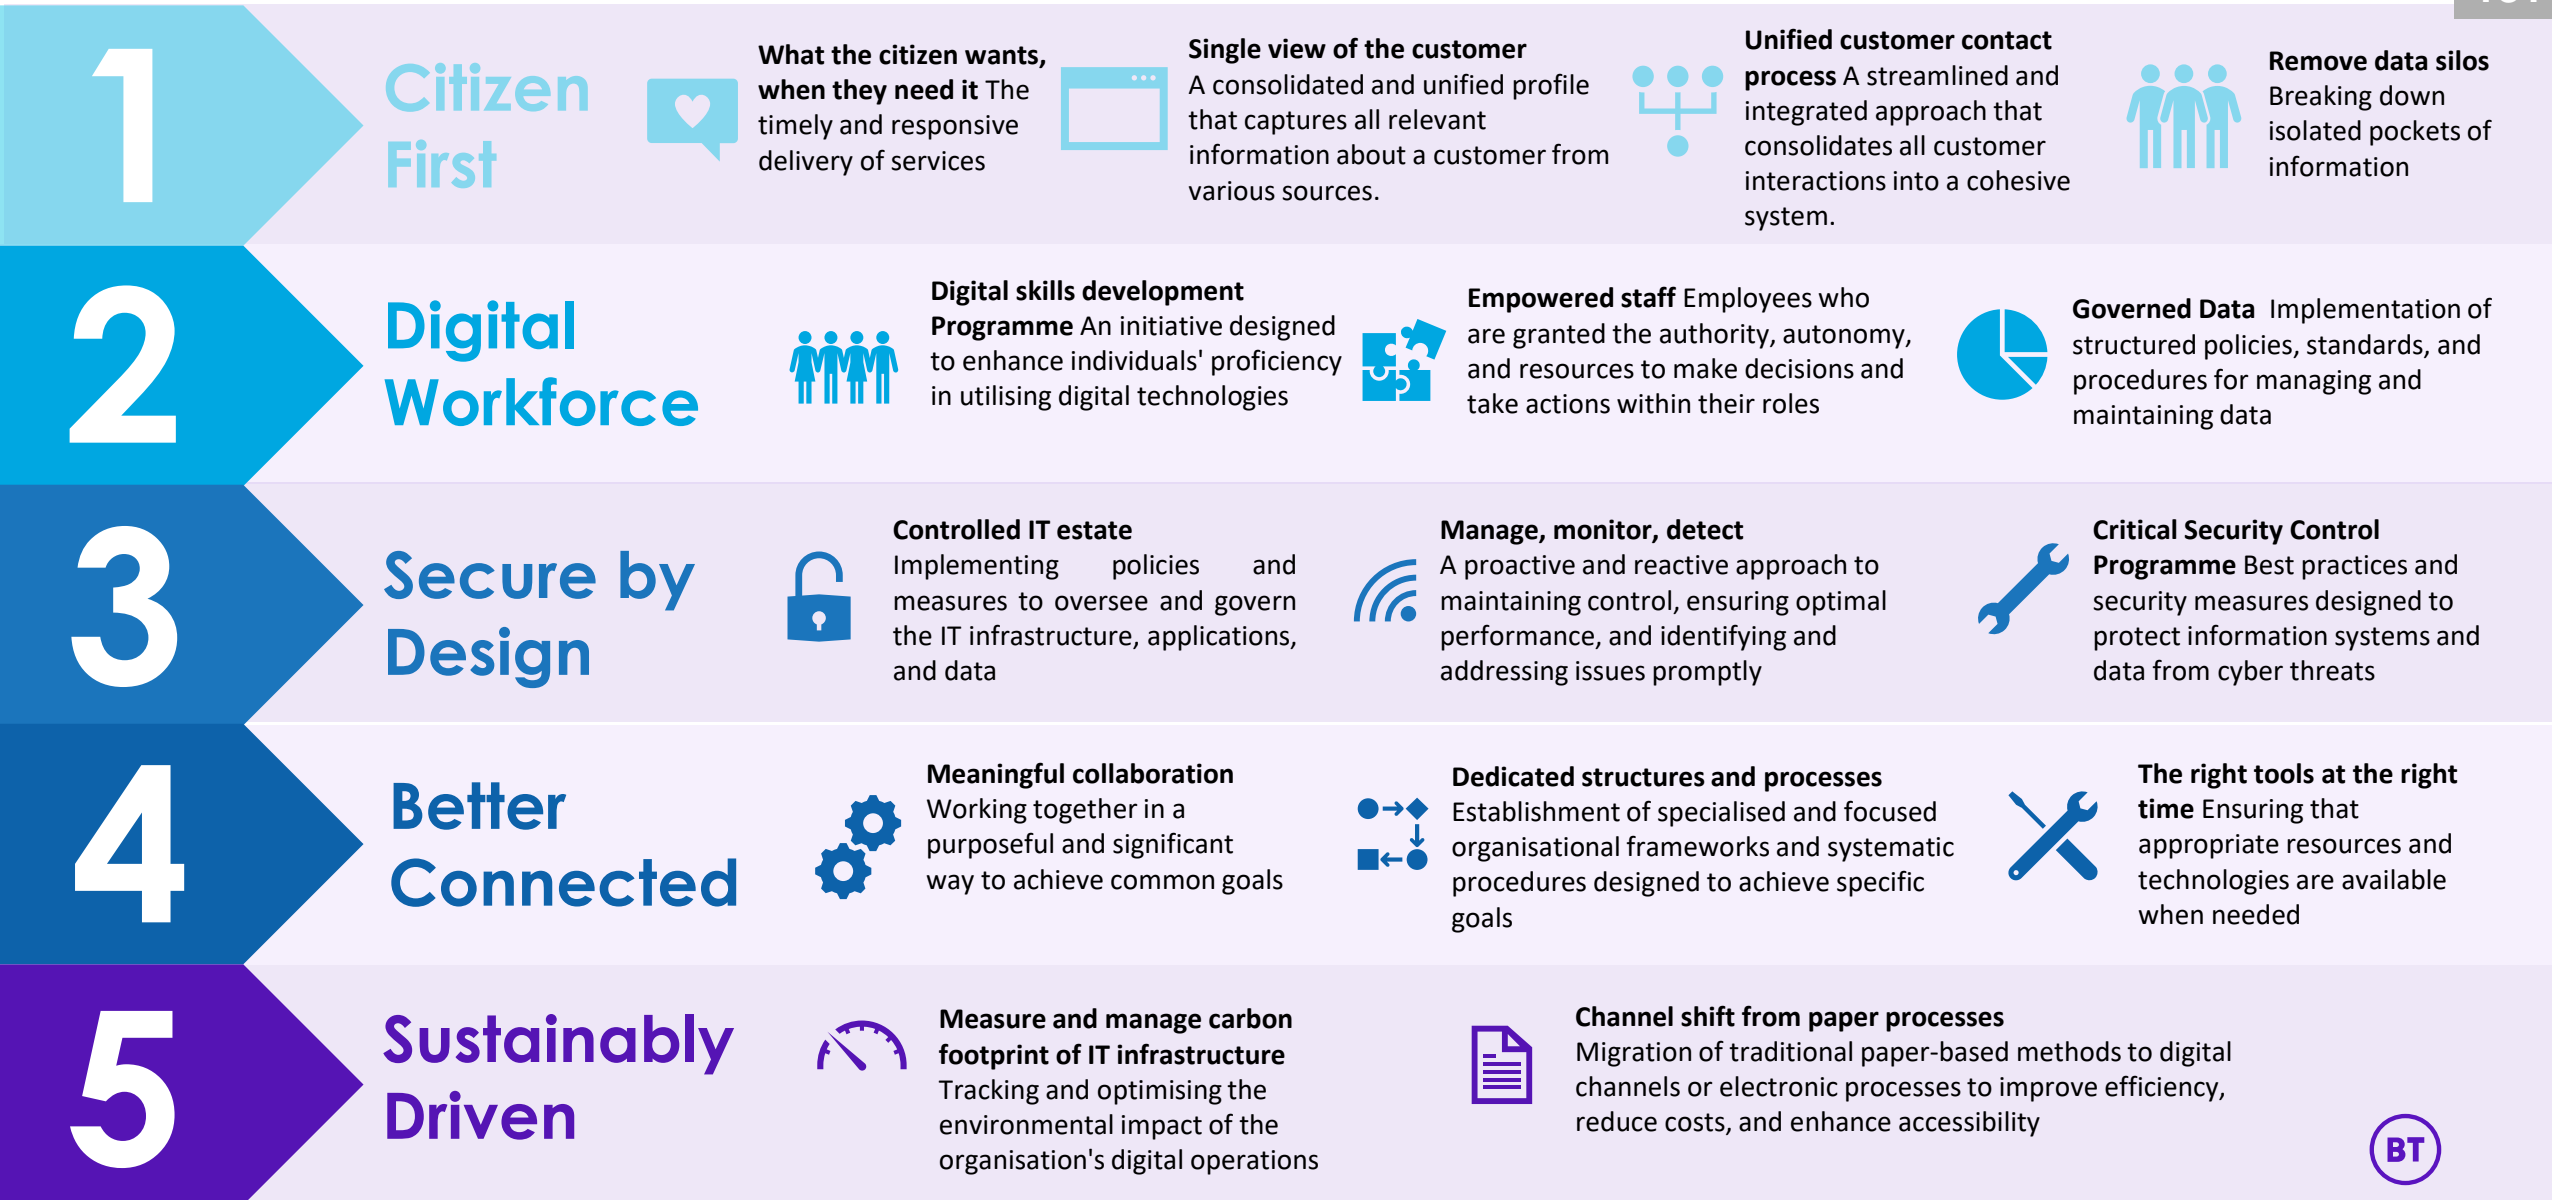 1
Citizen
First
What the citizen wants,
when they need it The
timely and responsive
delivery of services
Single view of the customer
A consolidated and unified profile
that captures all relevant
information about a customer from
various sources.
Unified customer contact
process A streamlined and
integrated approach that
consolidates all customer
interactions into a cohesive
system.
Remove data silos
Breaking down
isolated pockets of
information
2
Digital
Workforce
Digital skills development
Programme An initiative designed
to enhance individuals' proficiency
in utilising digital technologies
Empowered staff Employees who
are granted the authority, autonomy,
and resources to make decisions and
take actions within their roles
Governed Data Implementation of
structured policies, standards, and
procedures for managing and
maintaining data
3
Secure by
Design
Controlled IT estate
Implementing policies and
measures to oversee and govern
the IT infrastructure, applications,
and data
Manage, monitor, detect
A proactive and reactive approach to
maintaining control, ensuring optimal
performance, and identifying and
addressing issues promptly
Critical Security Control
Programme Best practices and
security measures designed to
protect information systems and
data from cyber threats
4
Better
Connected
Meaningful collaboration
Working together in a
purposeful and significant
way to achieve common goals
Dedicated structures and processes
Establishment of specialised and focused
organisational frameworks and systematic
procedures designed to achieve specific
goals
The right tools at the right
time Ensuring that
appropriate resources and
technologies are available
when needed
5
Sustainably
Driven
Measure and manage carbon
footprint of IT infrastructure
Tracking and optimising the
environmental impact of the
organisation's digital operations
Channel shift from paper processes
Migration of traditional paper-based methods to digital
channels or electronic processes to improve efficiency,
reduce costs, and enhance accessibility
BT